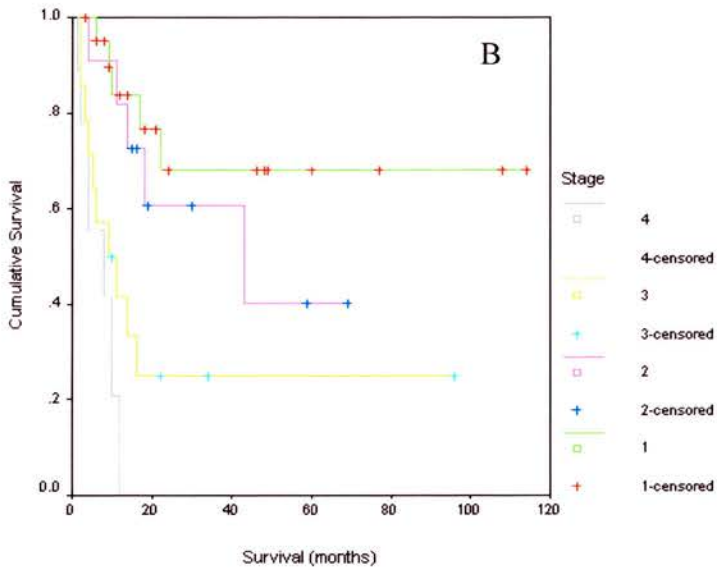 1.0
B
.8
.6
.4
.2
0.0
Cumulative Survival
0
20
40
60
80
100
120
Survival (months)
Stage
4
4-censored
3
3-censored
2
2-censored
1
1-censored